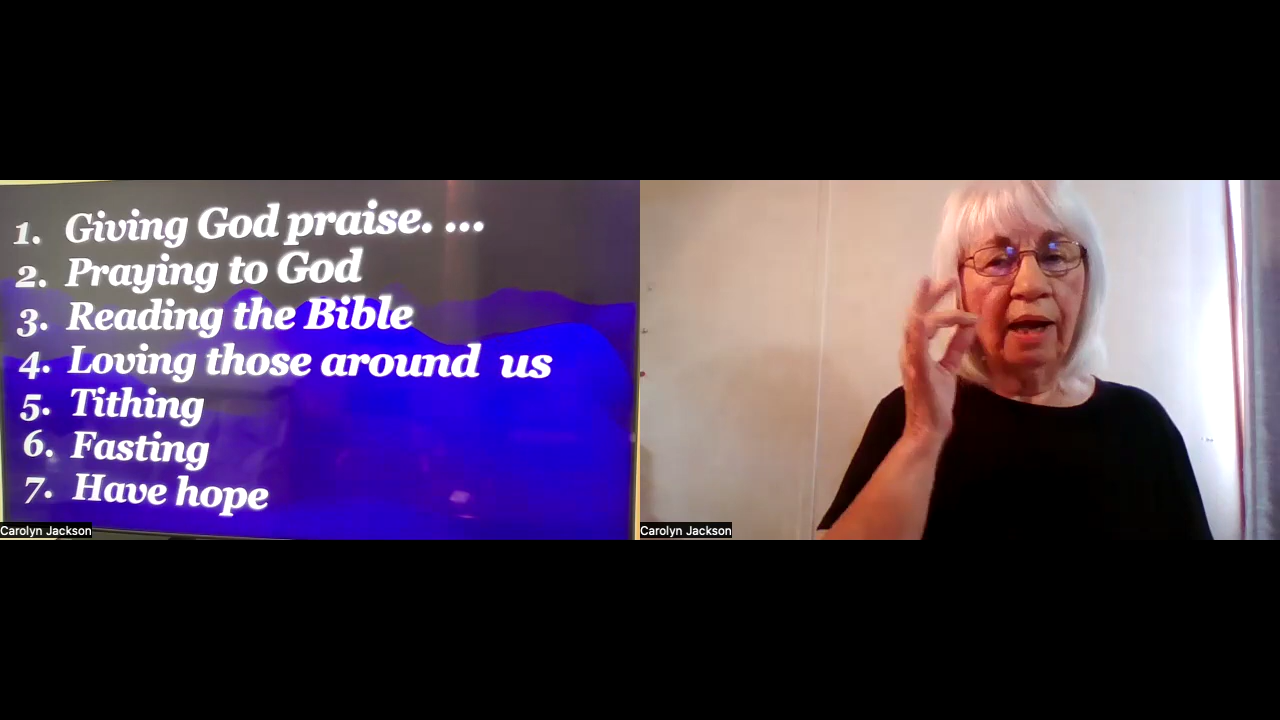 1. Giving God praise. ...
2. Praying to God
3. Reading the Bible
4. Loving those around us
5. Tithing
6. Fasting
7. Have hope
Carolyn Jackson
Carolyn Jackson